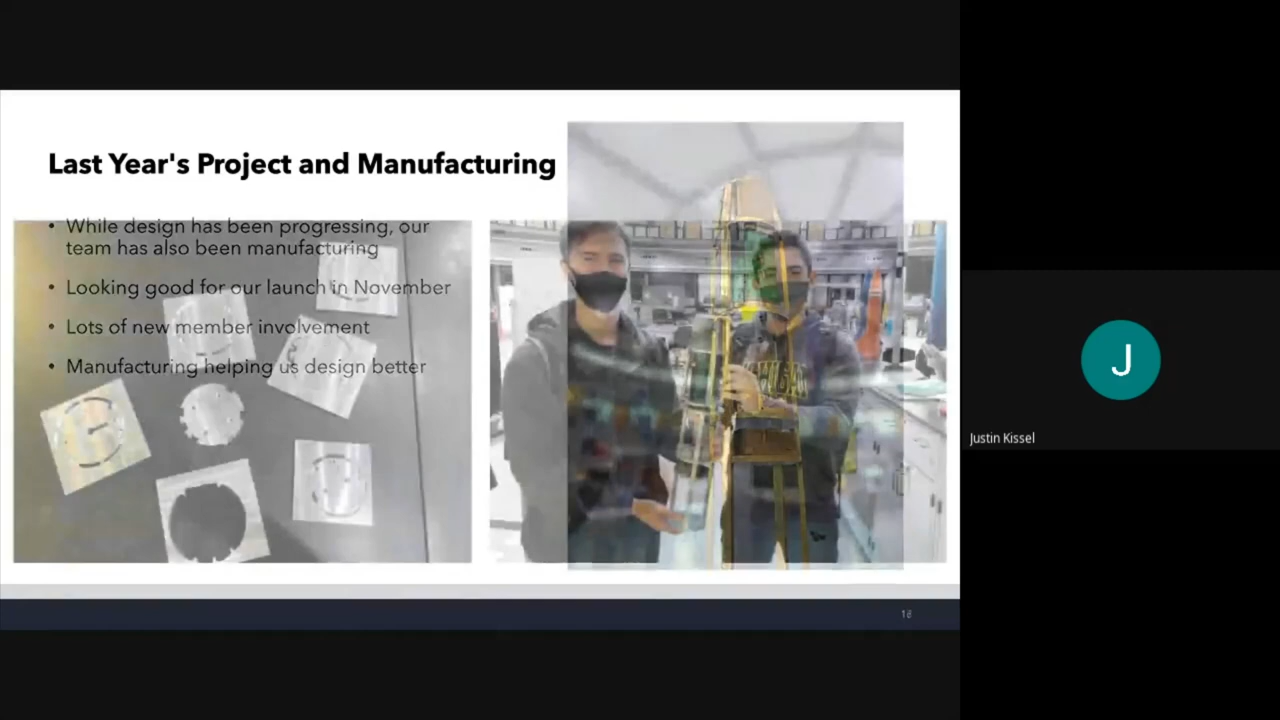 Last Year's Project and Manufacturing
• While design has been progressing, our
team has also been manufacturing
• Looking good for our launch in November
• Lots of new member involvement
• Manufacturing helping us design better
J
Justin Kissel